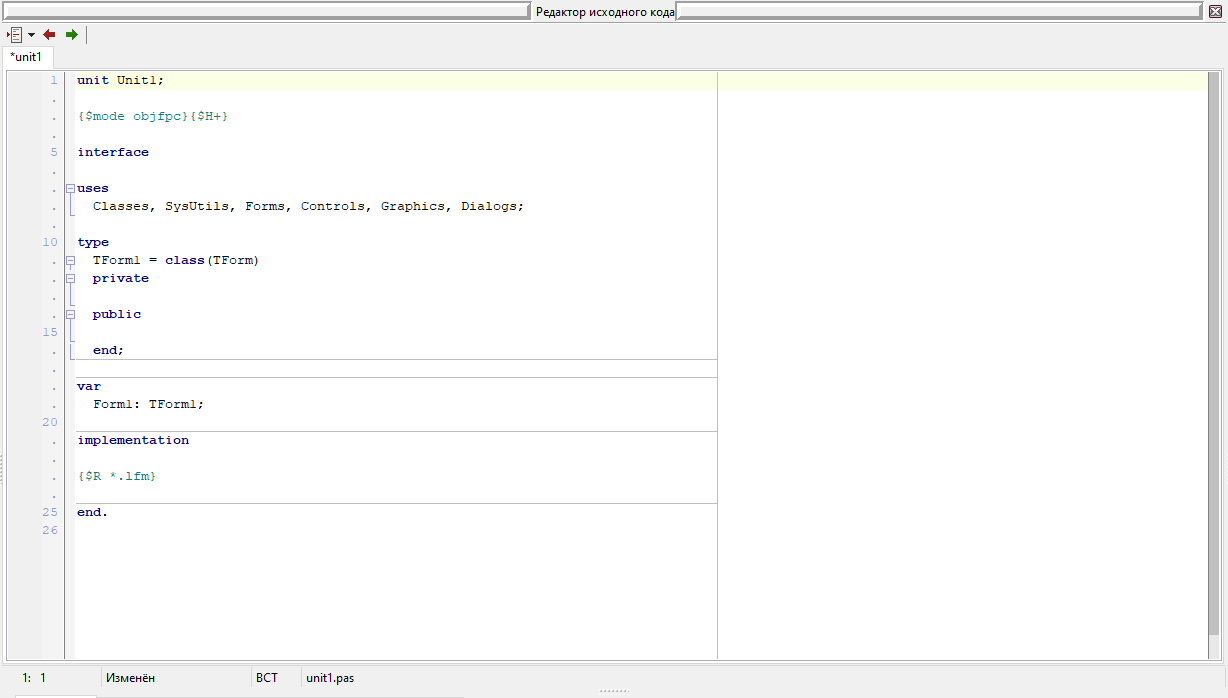 Редактор исходного кода
*unit1
1 unit Unit1;
.
. {$mode objfpc}{$H+}
.
5 interface
.
. uses
. Classes, SysUtils, Forms, Controls, Graphics, Dialogs;
.
10 type
. TForm1 = class(TForm)
. private
.
. public
15
. end;
.
. var
. Form1: TForm1;
20
. implementation
.
. {$R *.lfm}
.
25 end.
26
1: 1 Изменён ВСТ unit1.pas